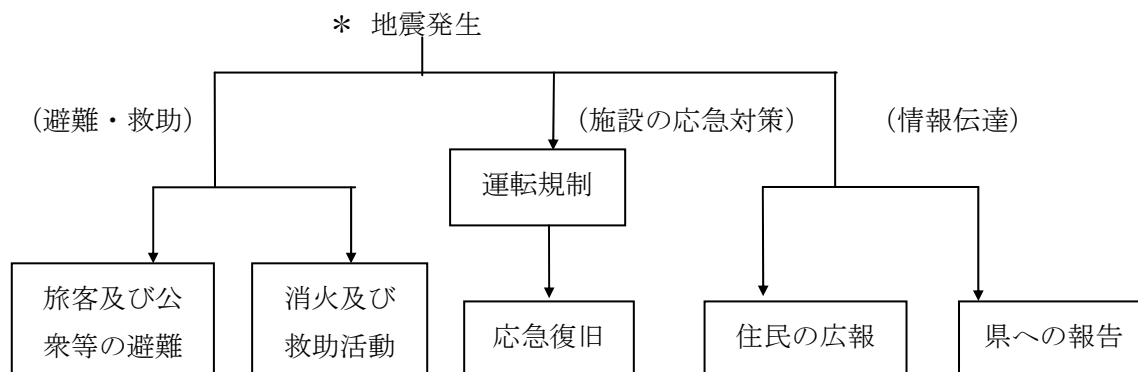 ＊ 地震発生
（避難・救助）
（施設の応急対策）
（情報伝達）
運転規制
旅客及び公
衆等の避難
消火及び
救助活動
応急復旧
住民の広報
県への報告